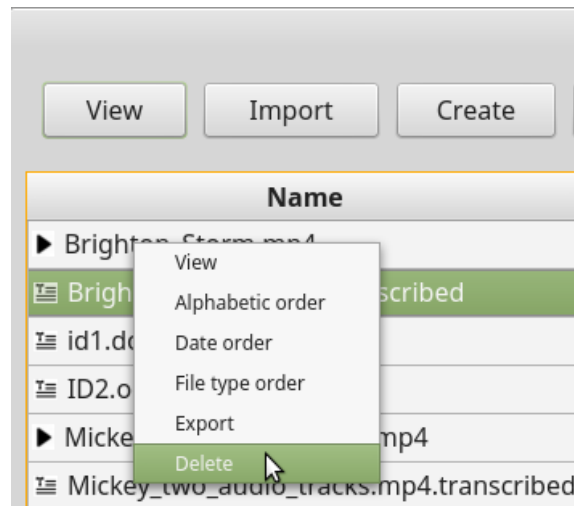 View Import Create
Name
Brighton_Storm.mp4
View
Brigh scribed
Alphabetic order
id1.do
Date order
ID2.o
File type order
Export
Micke mp4
Delete
Mickey_two_audio_tracks.mp4.transcribed